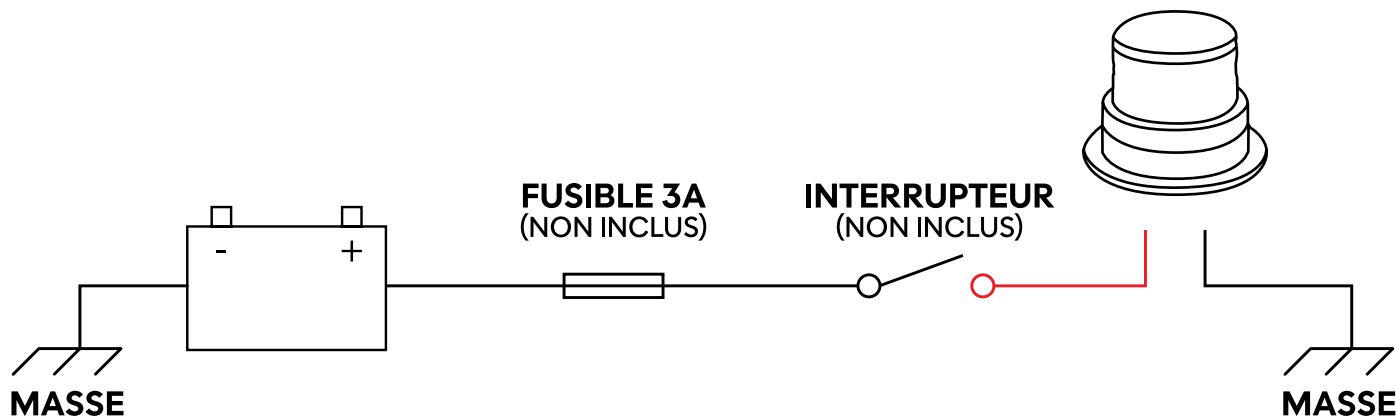 FUSIBLE 3A
(NON INCLUS)
INTERRUPTEUR
(NON INCLUS)
- +
MASSE
MASSE